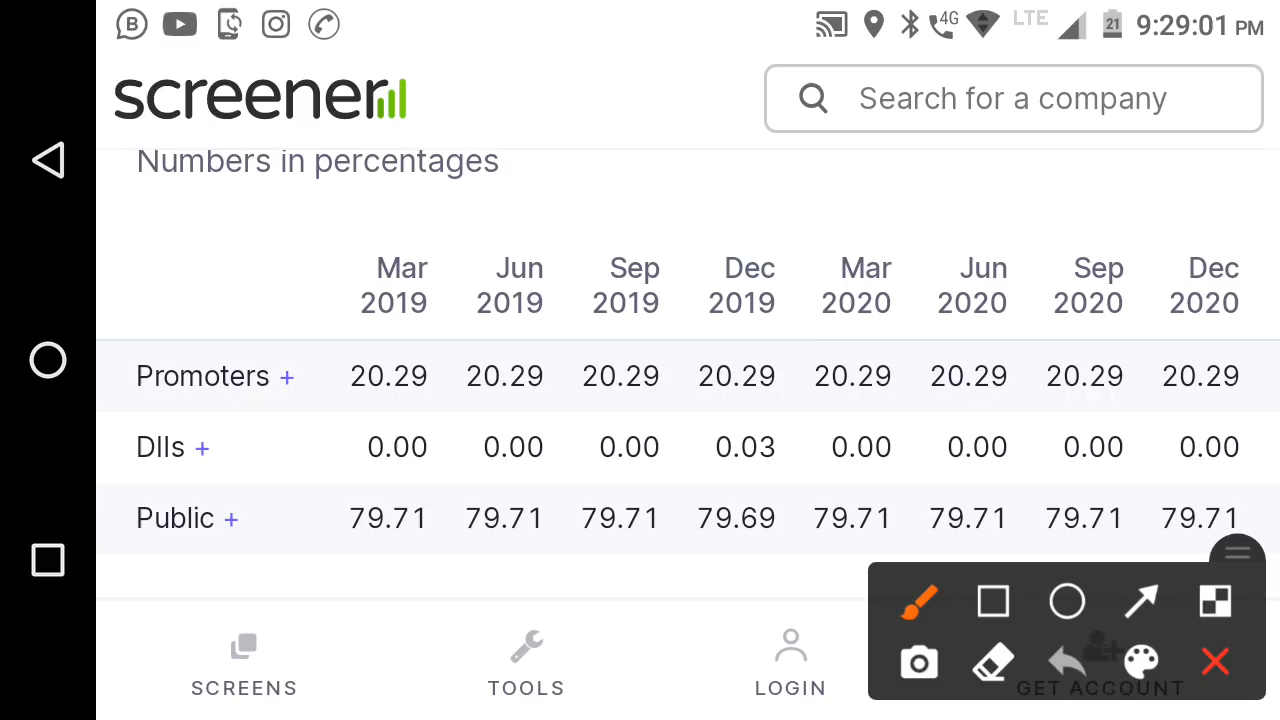 4G LTE 21 9:29:01 PM
screener
Search for a company
Numbers in percentages
Mar Jun Sep Dec Mar Jun Sep Dec
2019 2019 2019 2019 2020 2020 2020 2020
Promoters + 20.29 20.29 20.29 20.29 20.29 20.29 20.29 20.29
DIIs + 0.00 0.00 0.00 0.03 0.00 0.00 0.00 0.00
Public + 79.71 79.71 79.71 79.69 79.71 79.71 79.71 79.71
SCREENS TOOLS LOGIN GET ACCOUNT